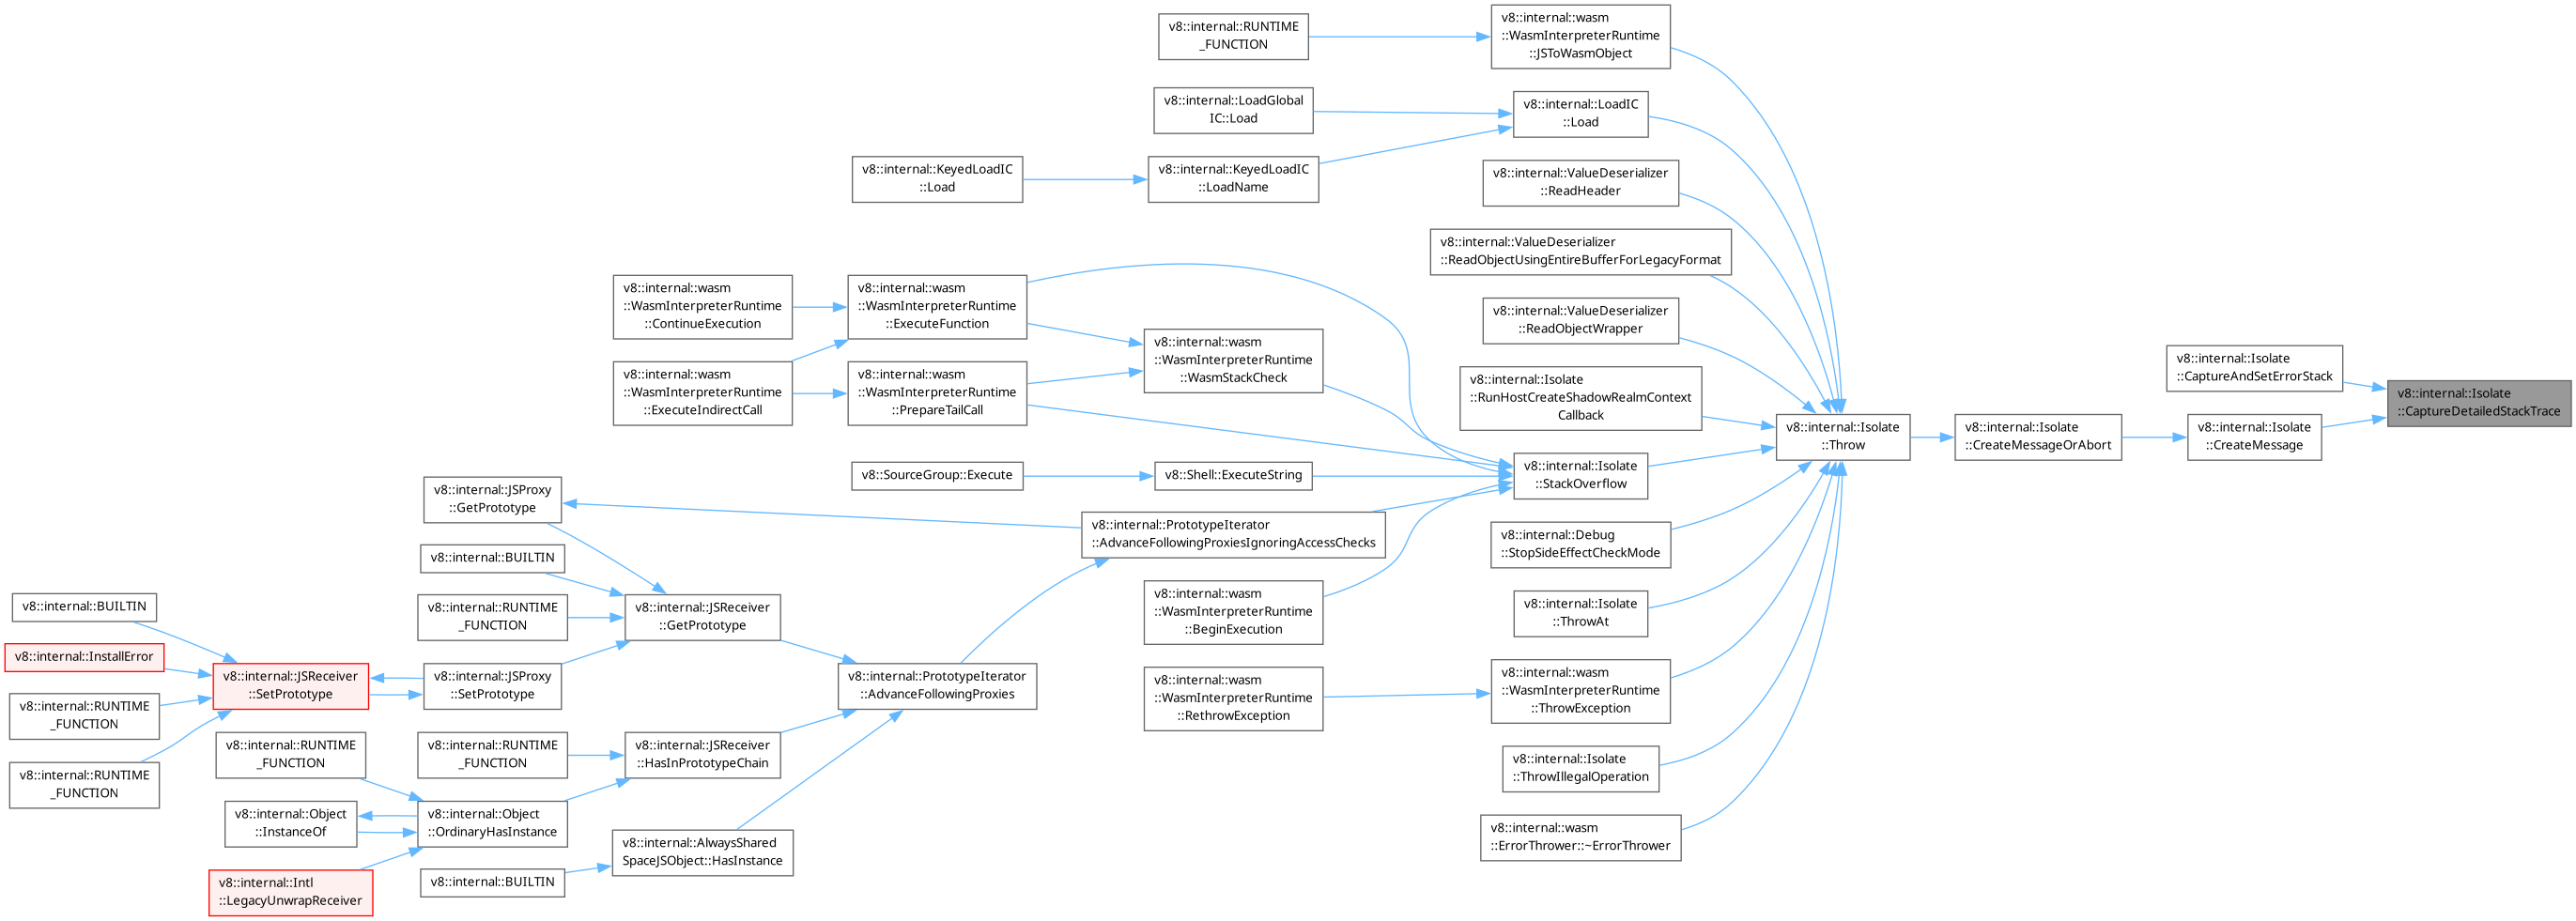 v8::internal::RUNTIME
_FUNCTION
v8::internal::wasm
::WasmInterpreterRuntime
::JSToWasmObject
v8::internal::LoadGlobal
IC::Load
v8::internal::LoadIC
::Load
v8::internal::KeyedLoadIC
::Load
v8::internal::KeyedLoadIC
::LoadName
v8::internal::ValueDeserializer
::ReadHeader
v8::internal::ValueDeserializer
::ReadObjectUsingEntireBufferForLegacyFormat
v8::internal::wasm
::WasmInterpreterRuntime
::ContinueExecution
v8::internal::wasm
::WasmInterpreterRuntime
::ExecuteFunction
v8::internal::ValueDeserializer
::ReadObjectWrapper
v8::internal::wasm
::WasmInterpreterRuntime
::WasmStackCheck
v8::internal::Isolate
::CaptureAndSetErrorStack
v8::internal::Isolate
::CaptureDetailedStackTrace
v8::internal::wasm
::WasmInterpreterRuntime
::ExecuteIndirectCall
v8::internal::wasm
::WasmInterpreterRuntime
::PrepareTailCall
v8::internal::Isolate
::RunHostCreateShadowRealmContext
Callback
v8::internal::Isolate
::Throw
v8::internal::Isolate
::CreateMessageOrAbort
v8::internal::Isolate
::CreateMessage
v8::SourceGroup::Execute
v8::Shell::ExecuteString
v8::internal::Isolate
::StackOverflow
v8::internal::JSProxy
::GetPrototype
v8::internal::PrototypeIterator
::AdvanceFollowingProxiesIgnoringAccessChecks
v8::internal::Debug
::StopSideEffectCheckMode
v8::internal::BUILTIN
v8::internal::BUILTIN
v8::internal::RUNTIME
_FUNCTION
v8::internal::JSReceiver
::GetPrototype
v8::internal::wasm
::WasmInterpreterRuntime
::BeginExecution
v8::internal::Isolate
::ThrowAt
v8::internal::InstallError
v8::internal::JSReceiver
::SetPrototype
v8::internal::JSProxy
::SetPrototype
v8::internal::PrototypeIterator
::AdvanceFollowingProxies
v8::internal::wasm
::WasmInterpreterRuntime
::RethrowException
v8::internal::wasm
::WasmInterpreterRuntime
::ThrowException
v8::internal::RUNTIME
_FUNCTION
v8::internal::RUNTIME
_FUNCTION
v8::internal::RUNTIME
_FUNCTION
v8::internal::RUNTIME
_FUNCTION
v8::internal::JSReceiver
::HasInPrototypeChain
v8::internal::Isolate
::ThrowIllegalOperation
v8::internal::Object
::InstanceOf
v8::internal::Object
::OrdinaryHasInstance
v8::internal::AlwaysShared
SpaceJSObject::HasInstance
v8::internal::wasm
::ErrorThrower::~ErrorThrower
v8::internal::Intl
::LegacyUnwrapReceiver
v8::internal::BUILTIN